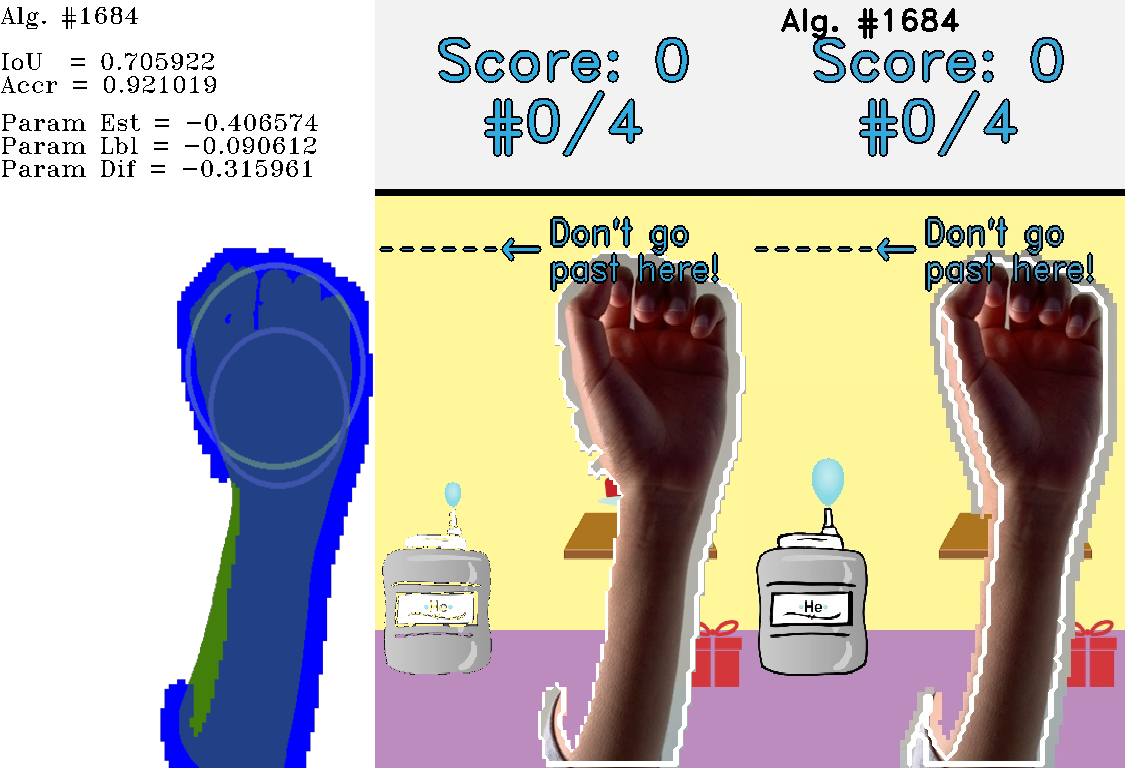 Alg. #1684
IoU = 0.705922
Accr = 0.921019
Param Est = −0.406574
Param Lbl = −0.090612
Param Dif = −0.315961
Score: 0
#0/4
Don't go
past here!
He
Alg. #1684
Score: 0
#0/4
Don't go
past here!
He